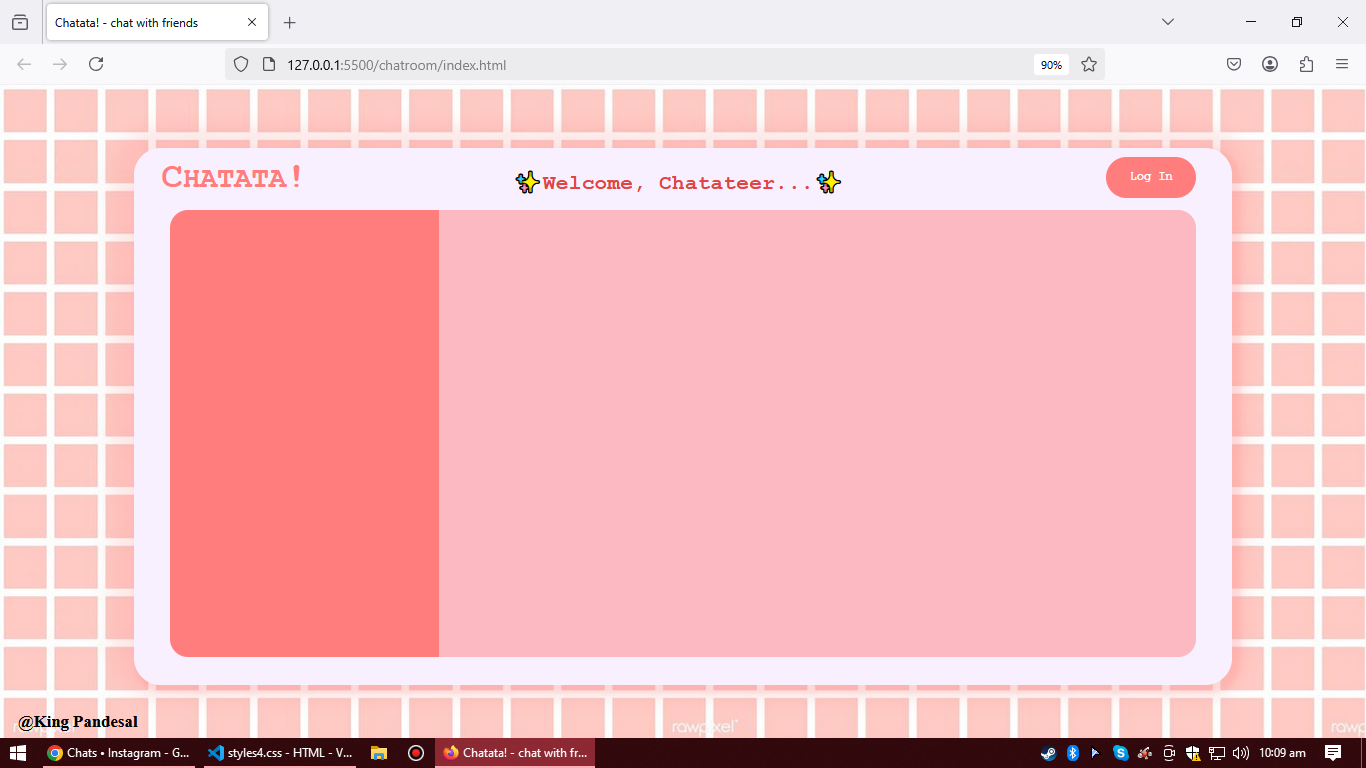 Chatata! - chat with friends
127.0.0.1:5500/chatroom/index.html
90%
CHATATA!
✨Welcome, Chatateer...✨
Log In
@King Pandesal
rawpixel
Chats • Instagram - G...
styles4.css - HTML - V...
Chatata! - chat with fr...
10:09 am